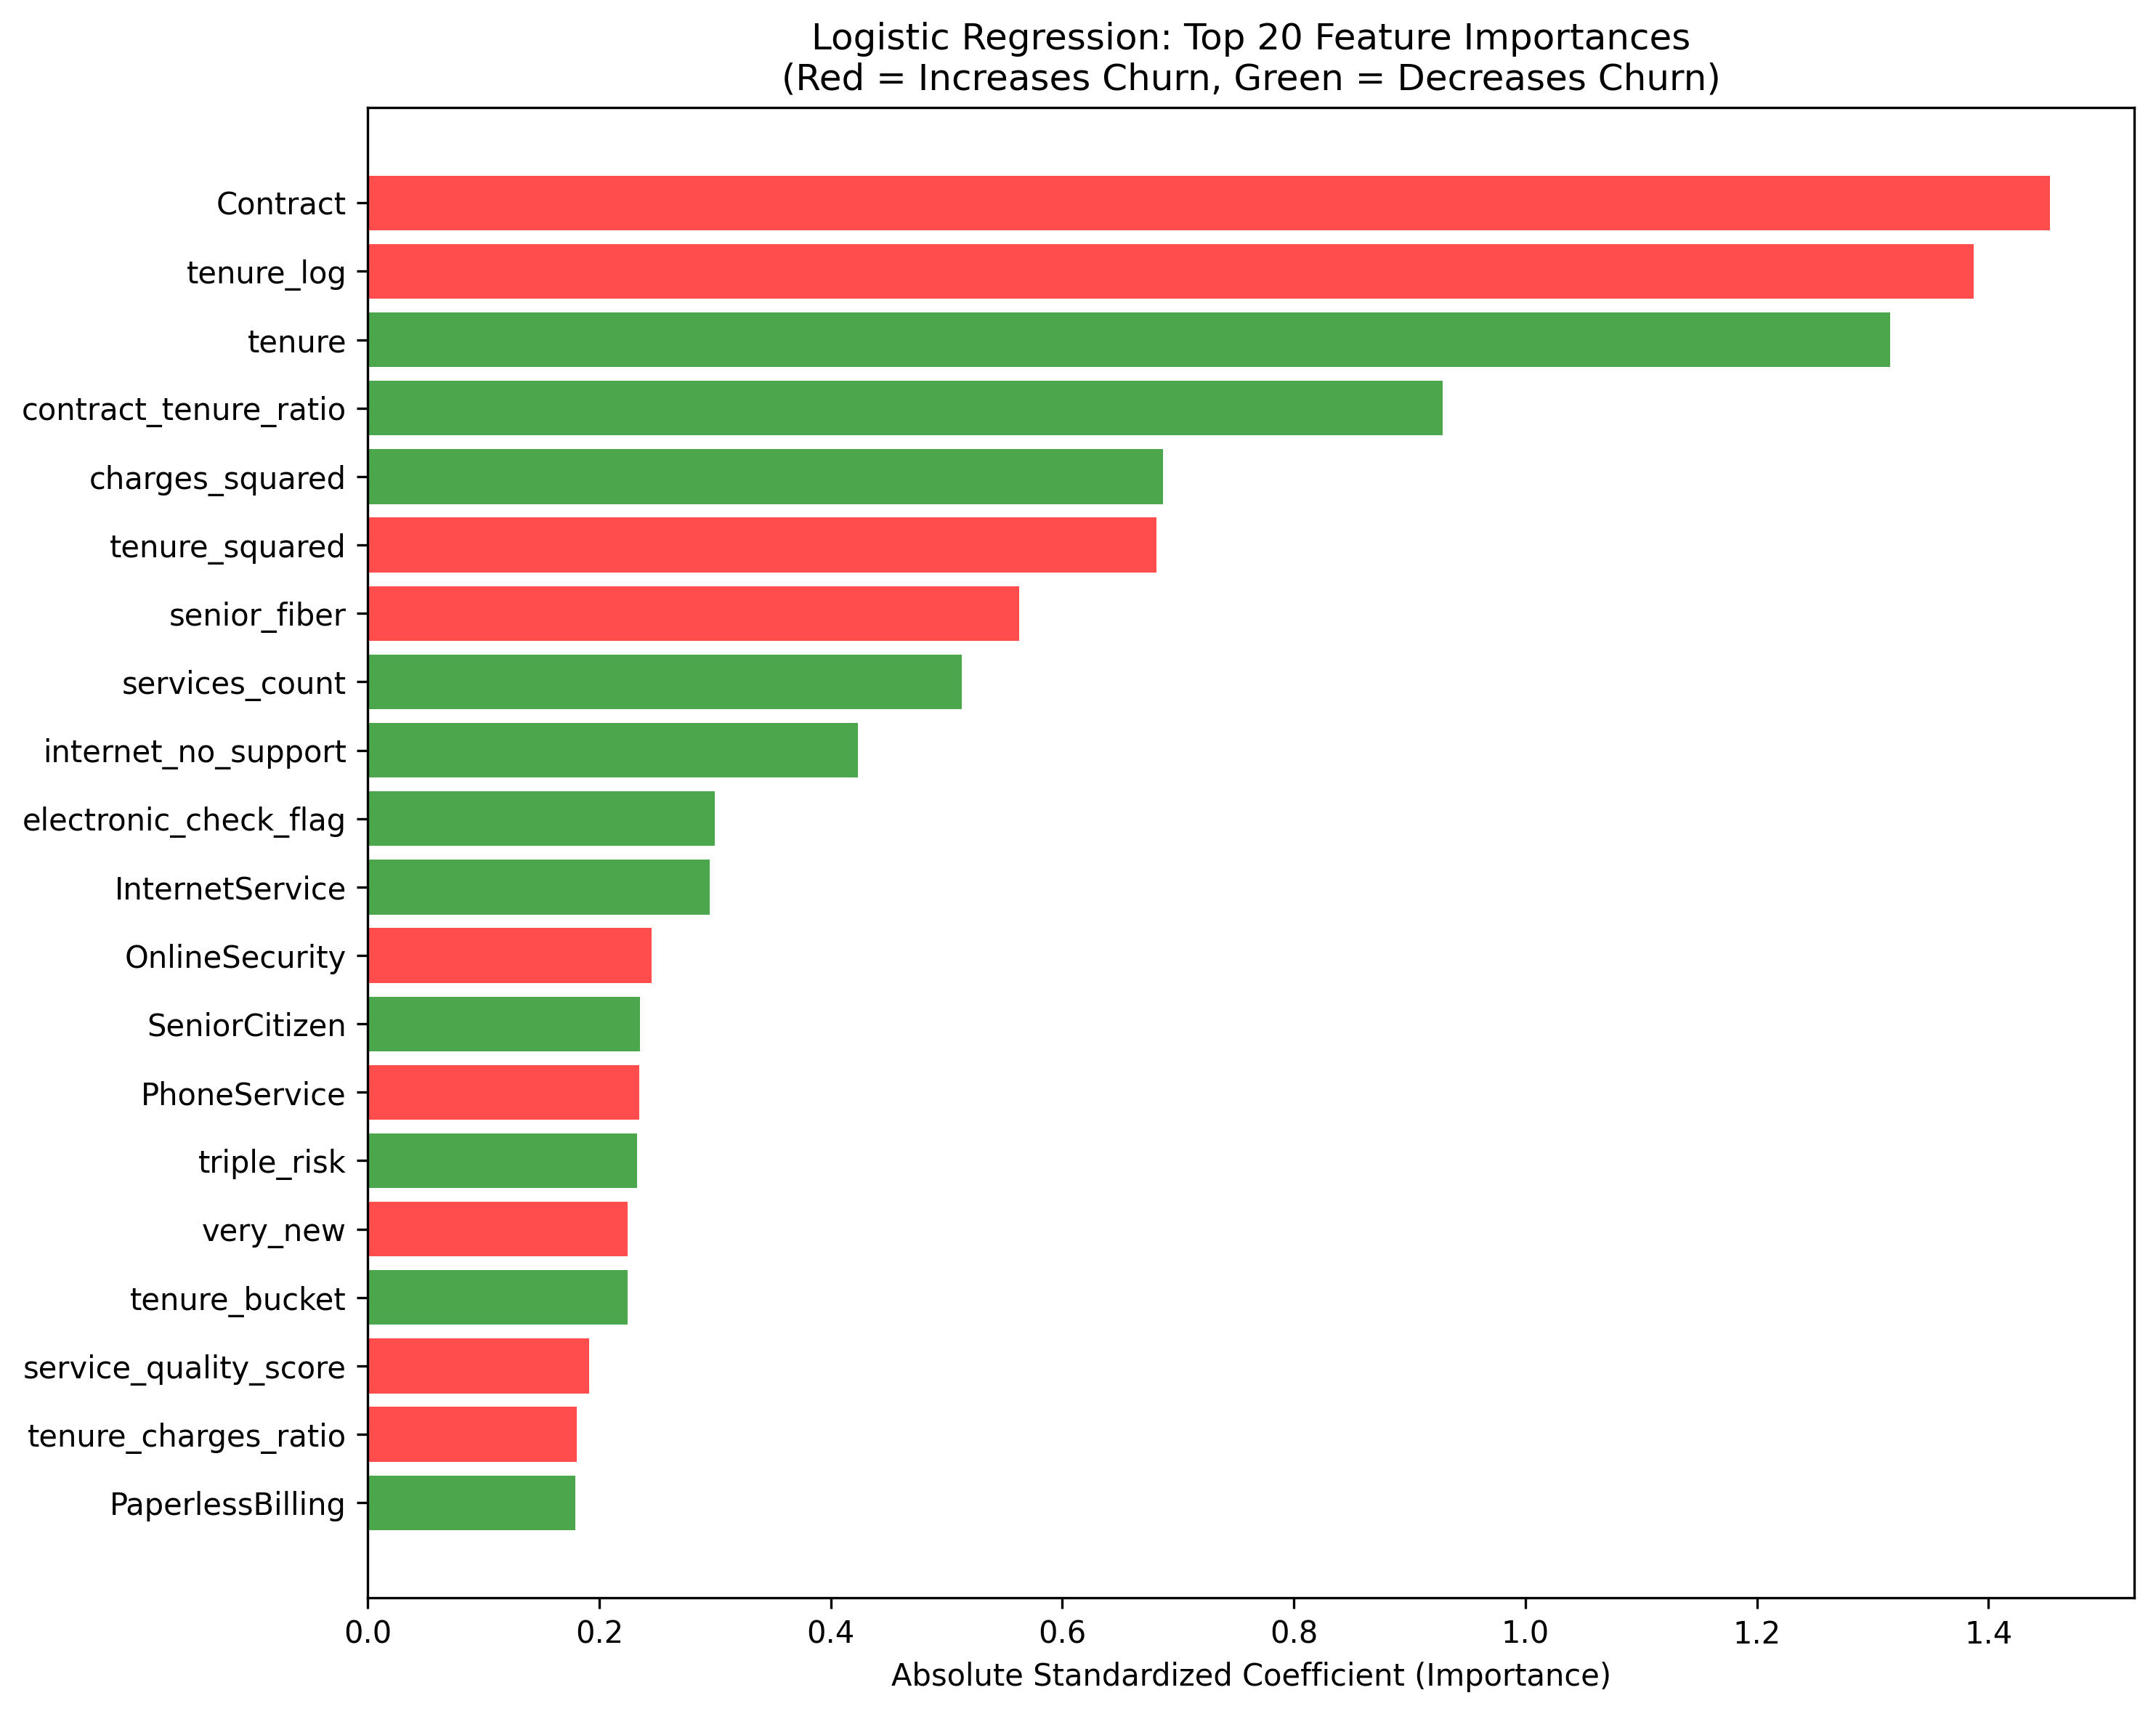 Logistic Regression: Top 20 Feature Importances
(Red = Increases Churn, Green = Decreases Churn)
Contract
tenure_log
tenure
contract_tenure_ratio
charges_squared
tenure_squared
senior_fiber
services_count
internet_no_support
electronic_check_flag
InternetService
OnlineSecurity
SeniorCitizen
PhoneService
triple_risk
very_new
tenure_bucket
service_quality_score
tenure_charges_ratio
PaperlessBilling
0.0 0.2 0.4 0.6 0.8 1.0 1.2 1.4
Absolute Standardized Coefficient (Importance)